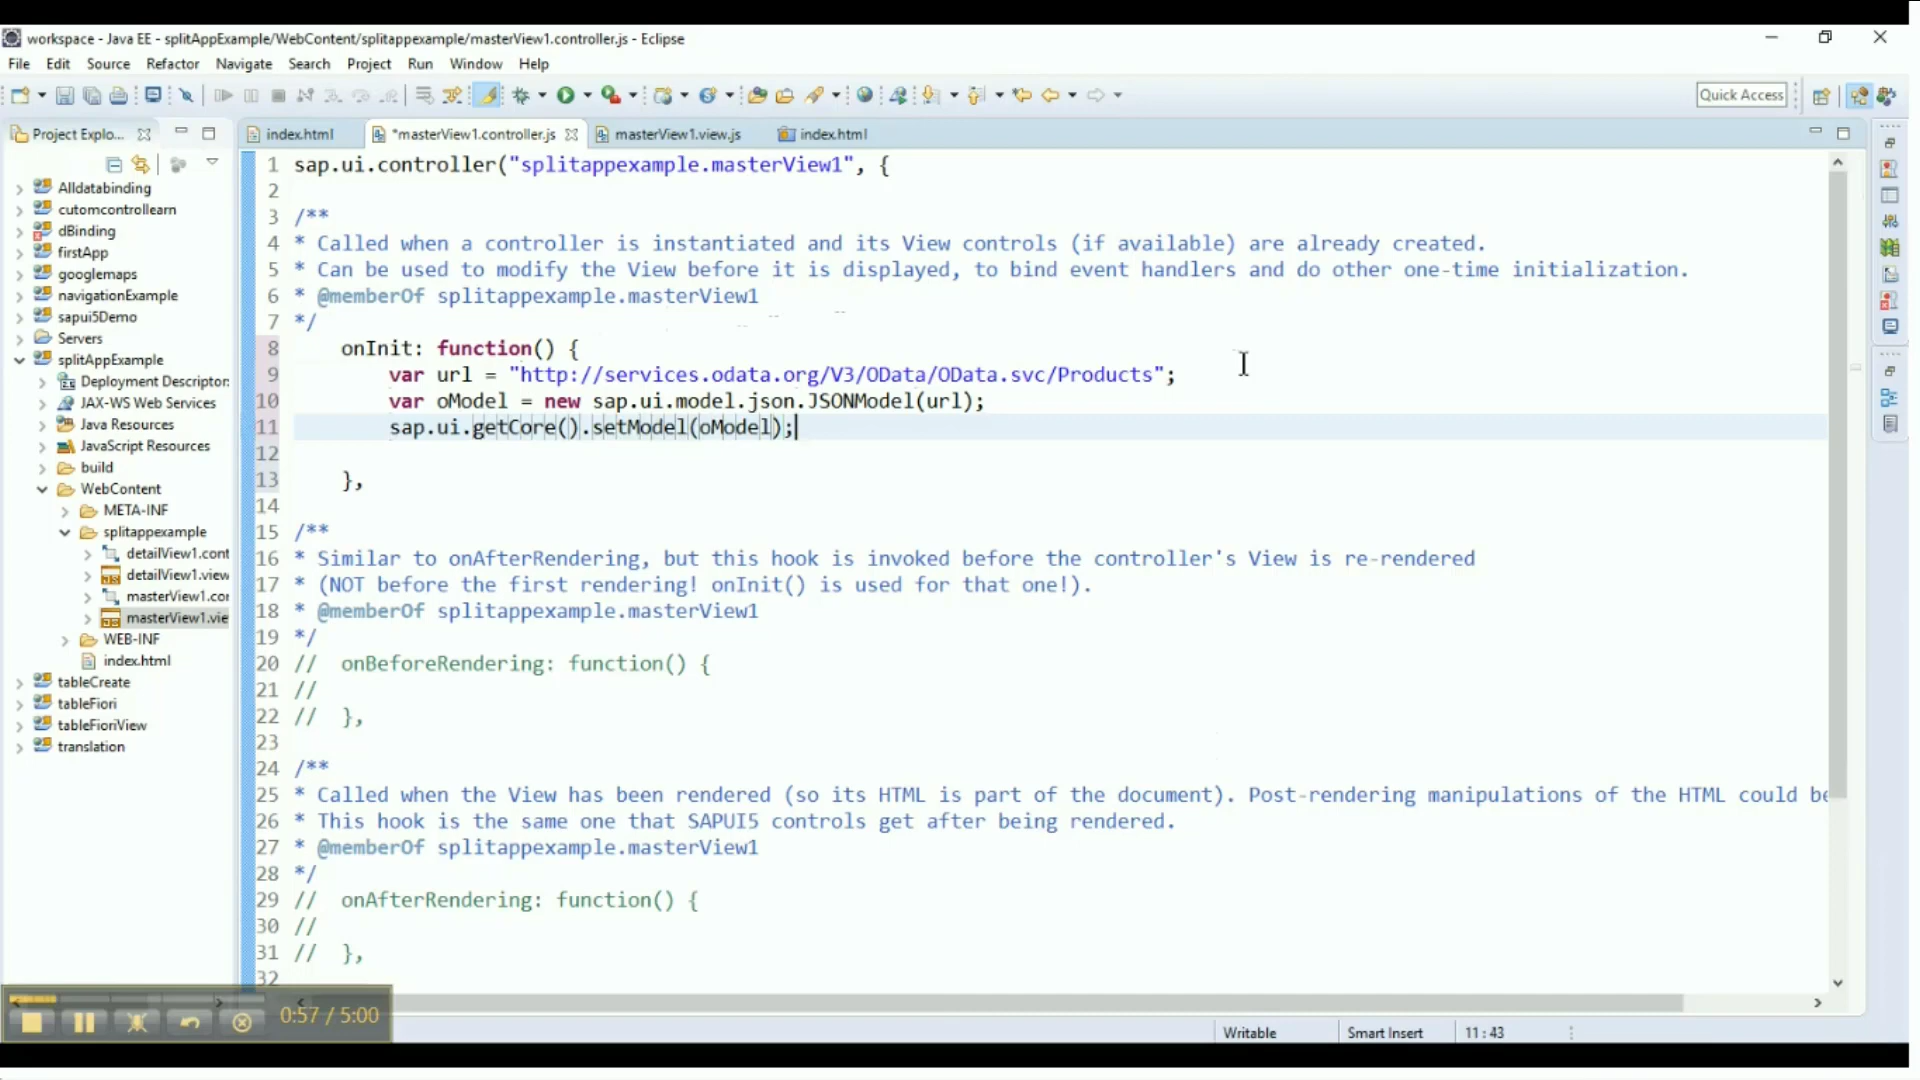 workspace - Java EE - splitAppExample/WebContent/splitappexample/masterView1.controller.js - Eclipse
File Edit Source Refactor Navigate Search Project Run Window Help
Quick Access
Project Explo...
index.html
*masterView1.controller.js
masterView1.view.js
index.html
Alldatabinding
cutomcontrollearn
dBinding
firstApp
googlemaps
navigationExample
sapui5Demo
Servers
splitAppExample
Deployment Descriptor:
JAX-WS Web Services
Java Resources
JavaScript Resources
build
WebContent
META-INF
splitappexample
detailView1.cont
detailView1.view
masterView1.cor
masterView1.vie
WEB-INF
index.html
tableCreate
tableFiori
tableFioriView
translation
1 sap.ui.controller("splitappexample.masterView1", {
2
3 /**
4 * Called when a controller is instantiated and its View controls (if available) are already created.
5 * Can be used to modify the View before it is displayed, to bind event handlers and do other one-time initialization.
6 * @memberOf splitappexample.masterView1
7 */
8 onInit: function() {
9 var url = "http://services.odata.org/V3/OData/OData.svc/Products";
10 var oModel = new sap.ui.model.json.JSONModel(url);
11 sap.ui.getCore().setModel(oModel);
12
13 },
14
15 /**
16 * Similar to onAfterRendering, but this hook is invoked before the controller's View is re-rendered
17 * (NOT before the first rendering! onInit() is used for that one!).
18 * @memberOf splitappexample.masterView1
19 */
20 // onBeforeRendering: function() {
21 //
22 // },
23
24 /**
25 * Called when the View has been rendered (so its HTML is part of the document). Post-rendering manipulations of the HTML could be
26 * This hook is the same one that SAPUI5 controls get after being rendered.
27 * @memberOf splitappexample.masterView1
28 */
29 // onAfterRendering: function() {
30 //
31 // },
32
0:57 / 5:00
Writable Smart Insert 11 : 43